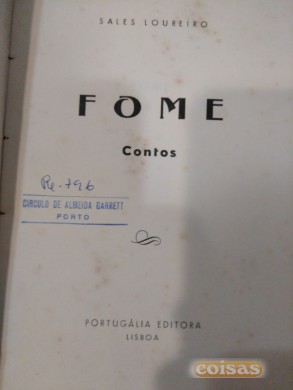 SALES LOUREIRO
FOME
Contos
Re. 796
CIRCULO DE ALMEIDA GARRETT
PORTO
PORTUGÁLIA EDITORA
LISBOA
coisas